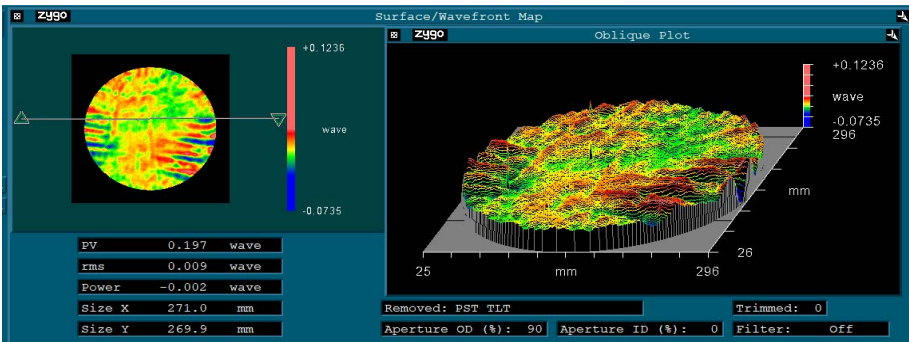 zygo Surface/Wavefront Map
+0.1236
wave
-0.0735
PV 0.197 wave
rms 0.009 wave
Power -0.002 wave
Size X 271.0 mm
Size Y 269.9 mm
zygo Oblique Plot
+0.1236
wave
-0.0735
296
mm
26
25 mm 296
Removed: PST TLT Trimmed: 0
Aperture OD (%): 90 Aperture ID (%): 0 Filter: Off